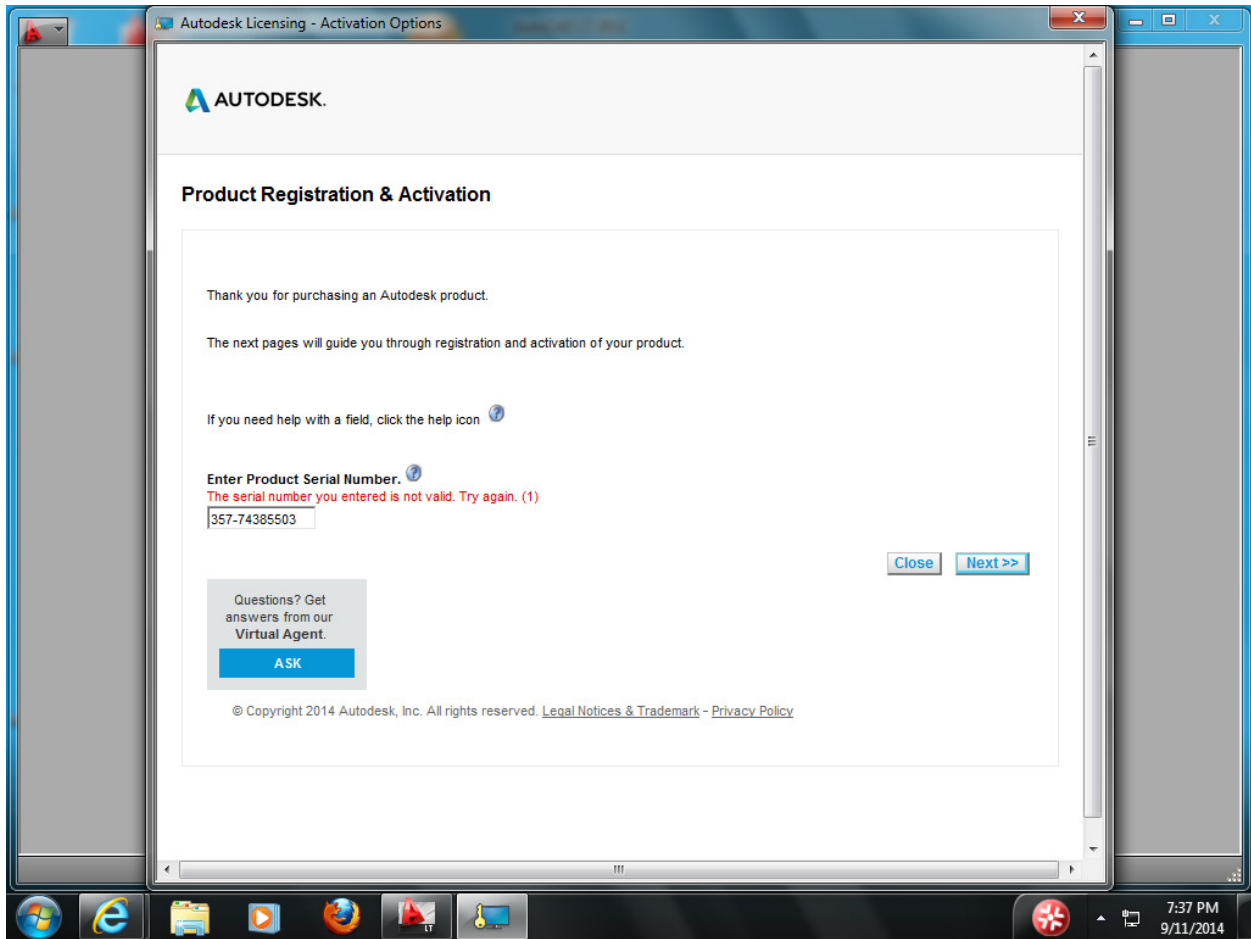 Autodesk Licensing - Activation Options
AUTODESK.
Product Registration & Activation
Thank you for purchasing an Autodesk product.
The next pages will guide you through registration and activation of your product.
If you need help with a field, click the help icon
Enter Product Serial Number.
The serial number you entered is not valid. Try again. (1)
357-74385503
Close Next >>
Questions? Get
answers from our
Virtual Agent.
ASK
© Copyright 2014 Autodesk, Inc. All rights reserved. Legal Notices & Trademark - Privacy Policy
LT
7:37 PM
9/11/2014